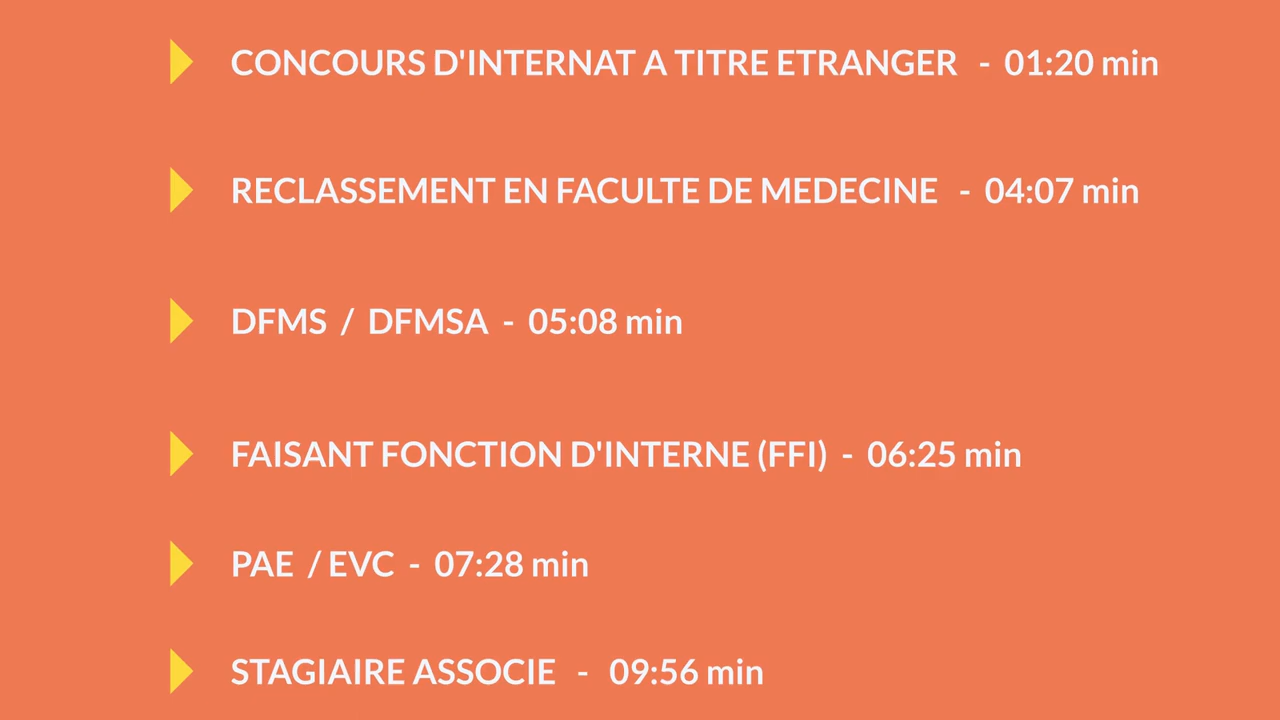 CONCOURS D'INTERNAT A TITRE ETRANGER - 01:20 min
RECLASSEMENT EN FACULTE DE MEDECINE - 04:07 min
DFMS / DFMSA - 05:08 min
FAISANT FONCTION D'INTERNE (FFI) - 06:25 min
PAE / EVC - 07:28 min
STAGIAIRE ASSOCIE - 09:56 min